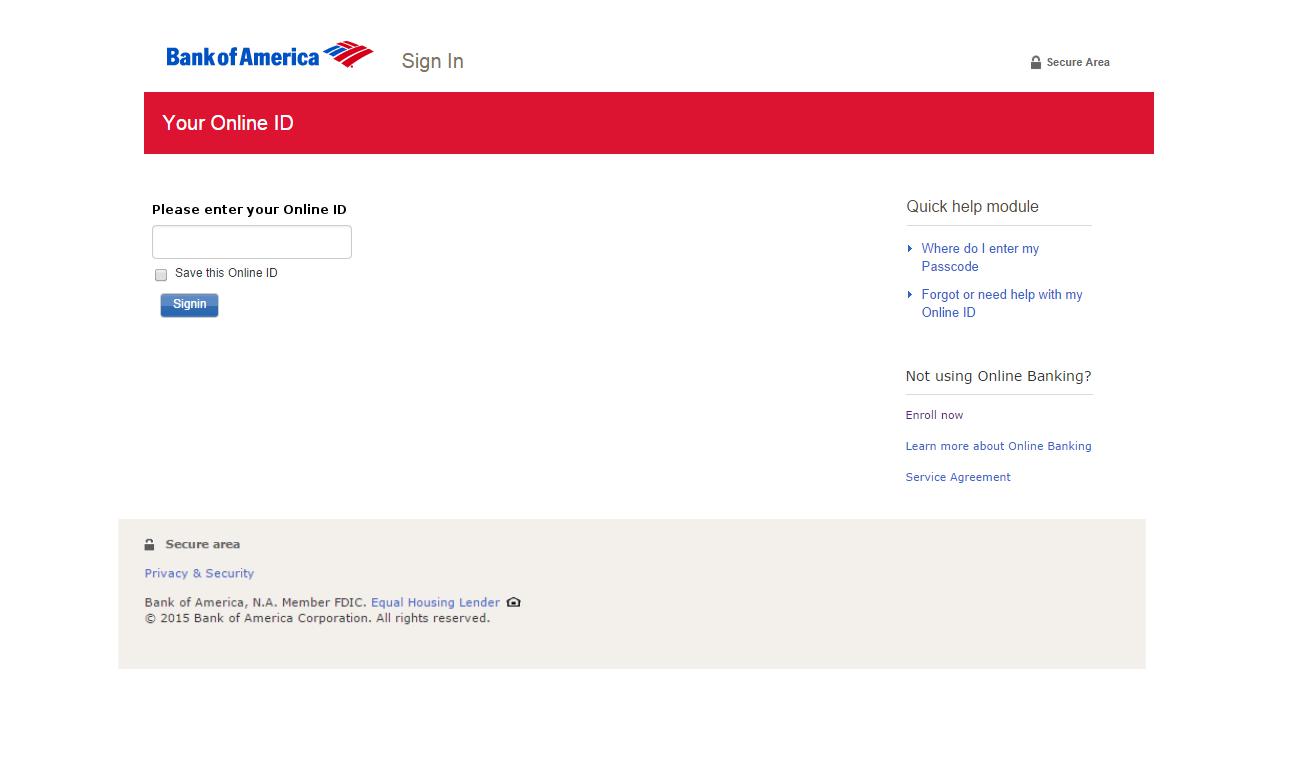 Bank of America
Sign In
Secure Area
Your Online ID
Please enter your Online ID
Save this Online ID
Signin
Quick help module
Where do I enter my
Passcode
Forgot or need help with my
Online ID
Not using Online Banking?
Enroll now
Learn more about Online Banking
Service Agreement
Secure area
Privacy & Security
Bank of America, N.A. Member FDIC. Equal Housing Lender
© 2015 Bank of America Corporation. All rights reserved.